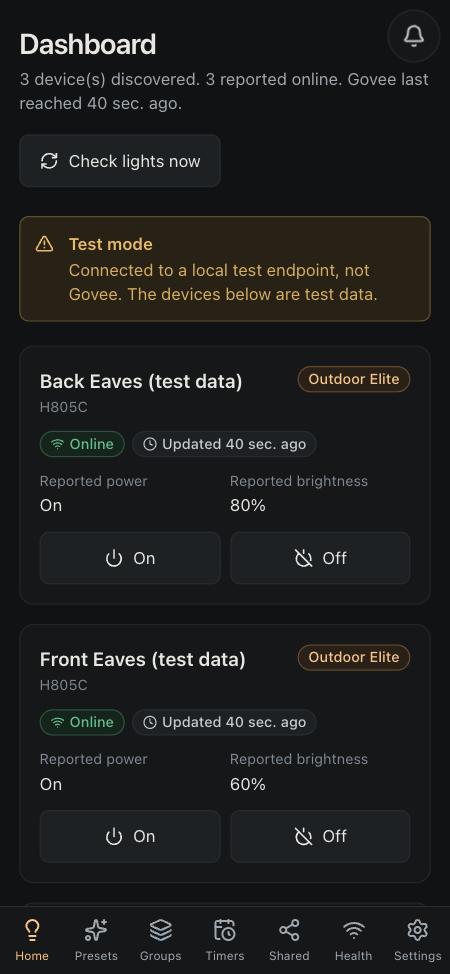 Dashboard
3 device(s) discovered. 3 reported online. Govee last
reached 40 sec. ago.
Check lights now
Test mode
Connected to a local test endpoint, not
Govee. The devices below are test data.
Back Eaves (test data)
Outdoor Elite
H805C
Online
Updated 40 sec. ago
Reported power
Reported brightness
On
80%
On
Off
Front Eaves (test data)
Outdoor Elite
H805C
Online
Updated 40 sec. ago
Reported power
Reported brightness
On
60%
On
Off
Home
Presets
Groups
Timers
Shared
Health
Settings